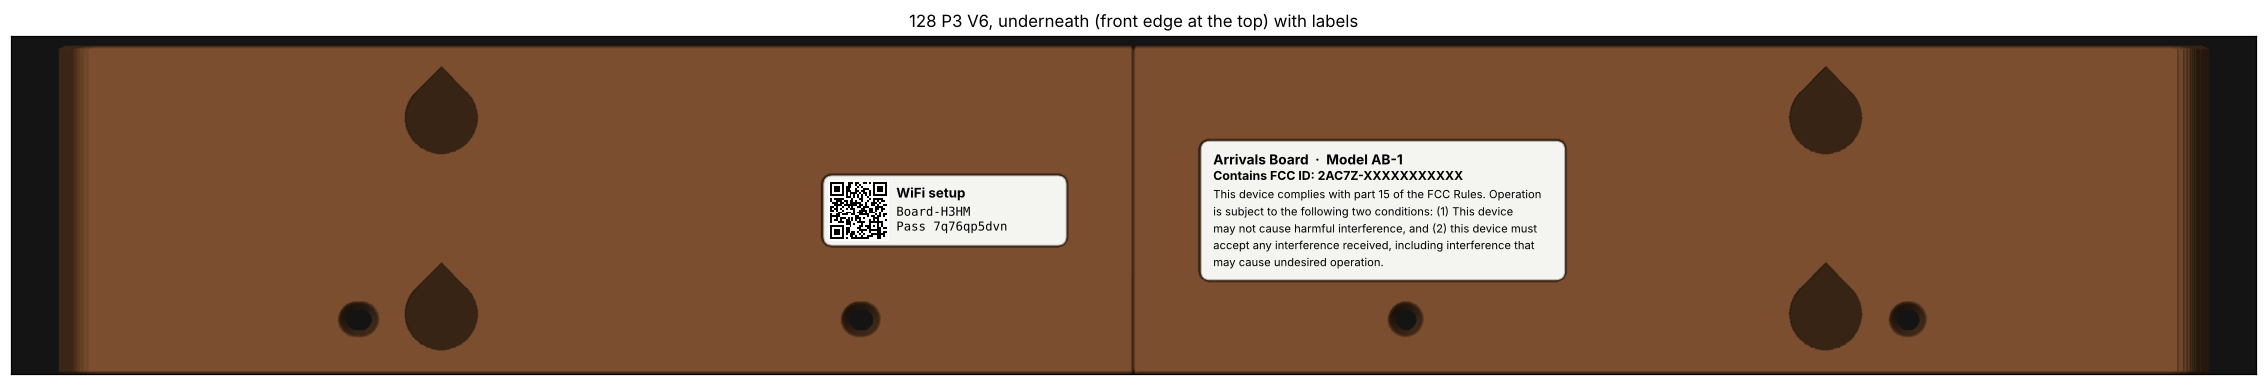 128 P3 V6, underneath (front edge at the top) with labels
WiFi setup
Board-H3HM
Pass 7q76qp5dvn
Arrivals Board · Model AB-1
Contains FCC ID: 2AC7Z-XXXXXXXXXXX
This device complies with part 15 of the FCC Rules. Operation
is subject to the following two conditions: (1) This device
may not cause harmful interference, and (2) this device must
accept any interference received, including interference that
may cause undesired operation.